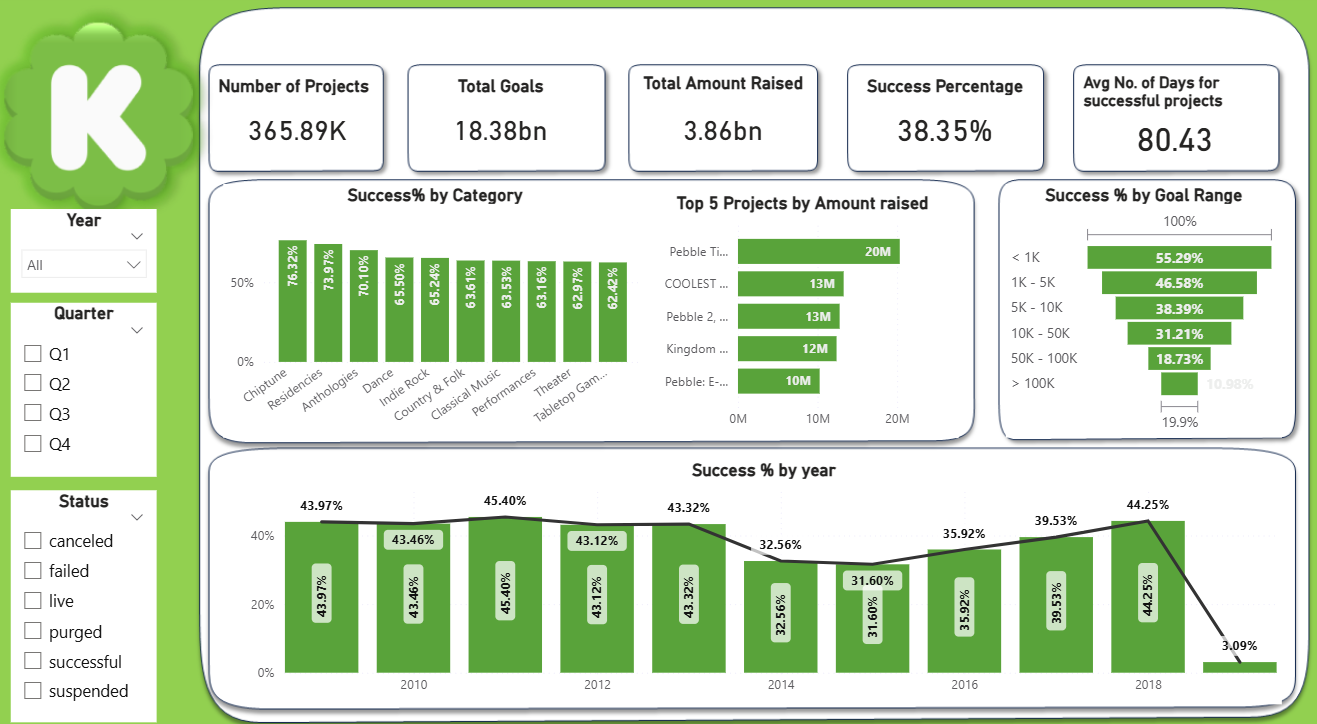 K
Year
All
Quarter
Q1
Q2
Q3
Q4
Status
canceled
failed
live
purged
successful
suspended
Number of Projects
365.89K
Total Goals
18.38bn
Total Amount Raised
3.86bn
Success Percentage
38.35%
Avg No. of Days for
successful projects
80.43
Success% by Category
50%
0%
76.32%
73.97%
70.10%
65.50%
65.24%
63.61%
63.53%
63.16%
62.97%
62.42%
Chiptune
Residencies
Anthologies
Dance
Indie Rock
Country & Folk
Classical Music
Performances
Theater
Tabletop Gam...
Top 5 Projects by Amount raised
Pebble Ti... 20M
COOLEST ... 13M
Pebble 2, ... 13M
Kingdom ... 12M
Pebble: E-... 10M
0M 10M 20M
Success % by Goal Range
100%
< 1K 55.29%
1K - 5K 46.58%
5K - 10K 38.39%
10K - 50K 31.21%
50K - 100K 18.73%
> 100K 10.98%
19.9%
Success % by year
40%
20%
0%
43.97%
43.46%
45.40%
43.12%
43.32%
32.56%
31.60%
35.92%
39.53%
44.25%
3.09%
43.97%
43.46%
45.40%
43.12%
43.32%
32.56%
31.60%
35.92%
39.53%
44.25%
2010 2012 2014 2016 2018